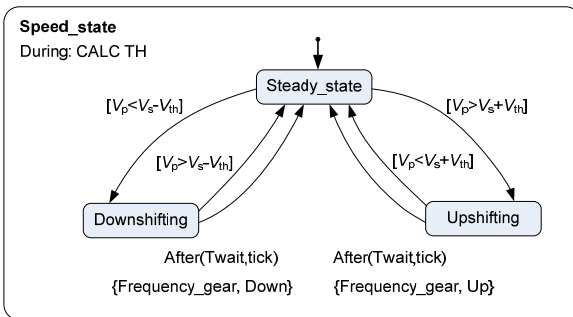 Speed_state
During: CALC TH
Steady_state
[Vp<Vs-Vth]
[Vp>Vs+Vth]
[Vp>Vs-Vth]
[Vp<Vs+Vth]
Downshifting
Upshifting
After(Twait,tick)
After(Twait,tick)
{Frequency_gear, Down}
{Frequency_gear, Up}